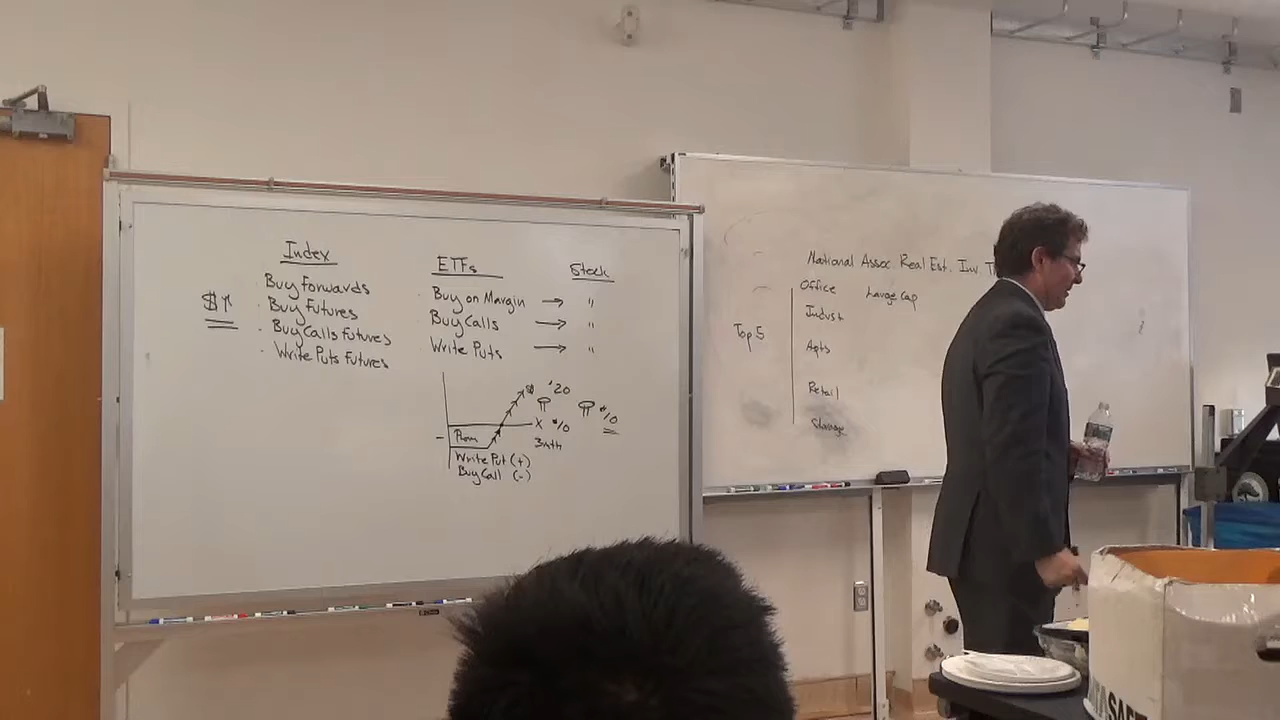 Index
Buy Forwards
Buy Futures
· Buy Calls Futures
· Write Puts Futures
$↑
ETFs
· Buy on Margin →
· Buy Calls →
· Write Puts →
Stock
"
"
"
$ '20
X $10
$10
3mth
Prem
Write Put (+)
Buy Call (-)
National Assoc. Real Est. Inv. T
Top 5
Office Large Cap
Indust
Apts
Retail
Storage